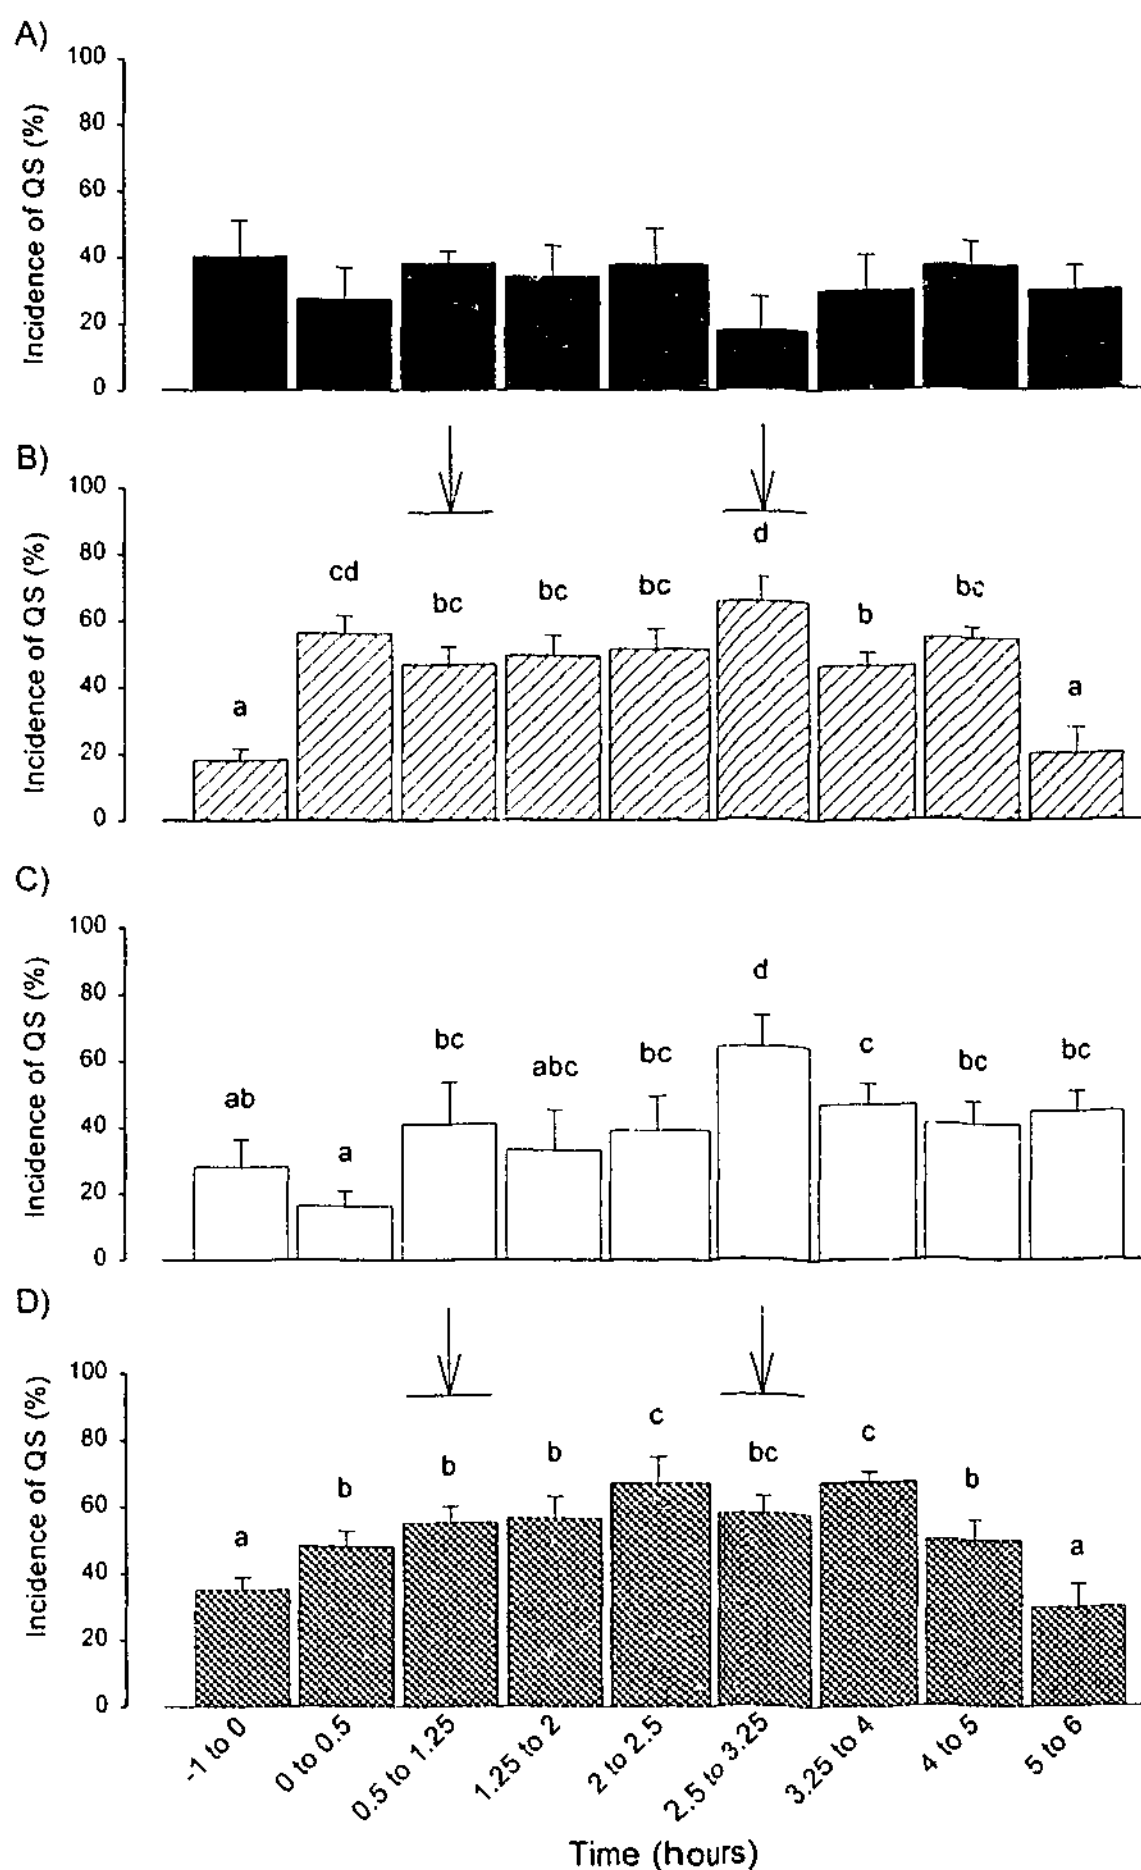 A)
100
80
60
40
20
0
Incidence of QS (%)
B)
100
80
60
40
20
0
Incidence of QS (%)
a
cd
bc
bc
bc
d
b
bc
a
C)
100
80
60
40
20
0
Incidence of QS (%)
ab
a
bc
abc
bc
d
c
bc
bc
D)
100
80
60
40
20
0
Incidence of QS (%)
a
b
b
b
c
bc
c
b
a
-1 to 0
0 to 0.5
0.5 to 1.25
1.25 to 2
2 to 2.5
2.5 to 3.25
3.25 to 4
4 to 5
5 to 6
Time (hours)